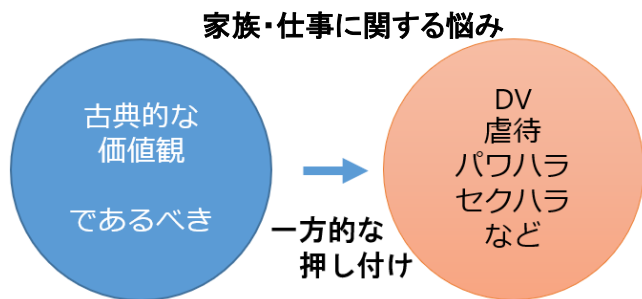 家族・仕事に関する悩み
古典的な
価値観
であるべき
一方的な
押し付け
DV
虐待
パワハラ
セクハラ
など